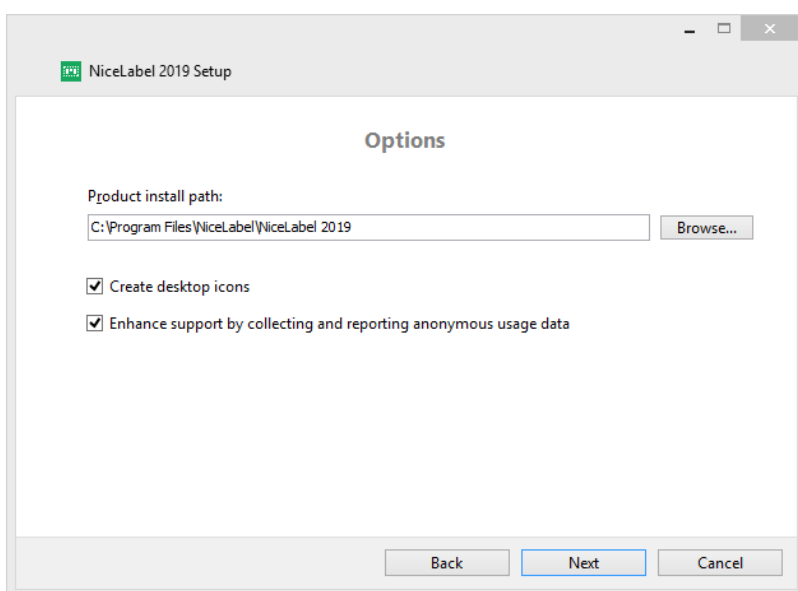 NiceLabel 2019 Setup
Options
Product install path:
C:\Program Files\NiceLabel\NiceLabel 2019
Browse...
Create desktop icons
Enhance support by collecting and reporting anonymous usage data
Back Next Cancel